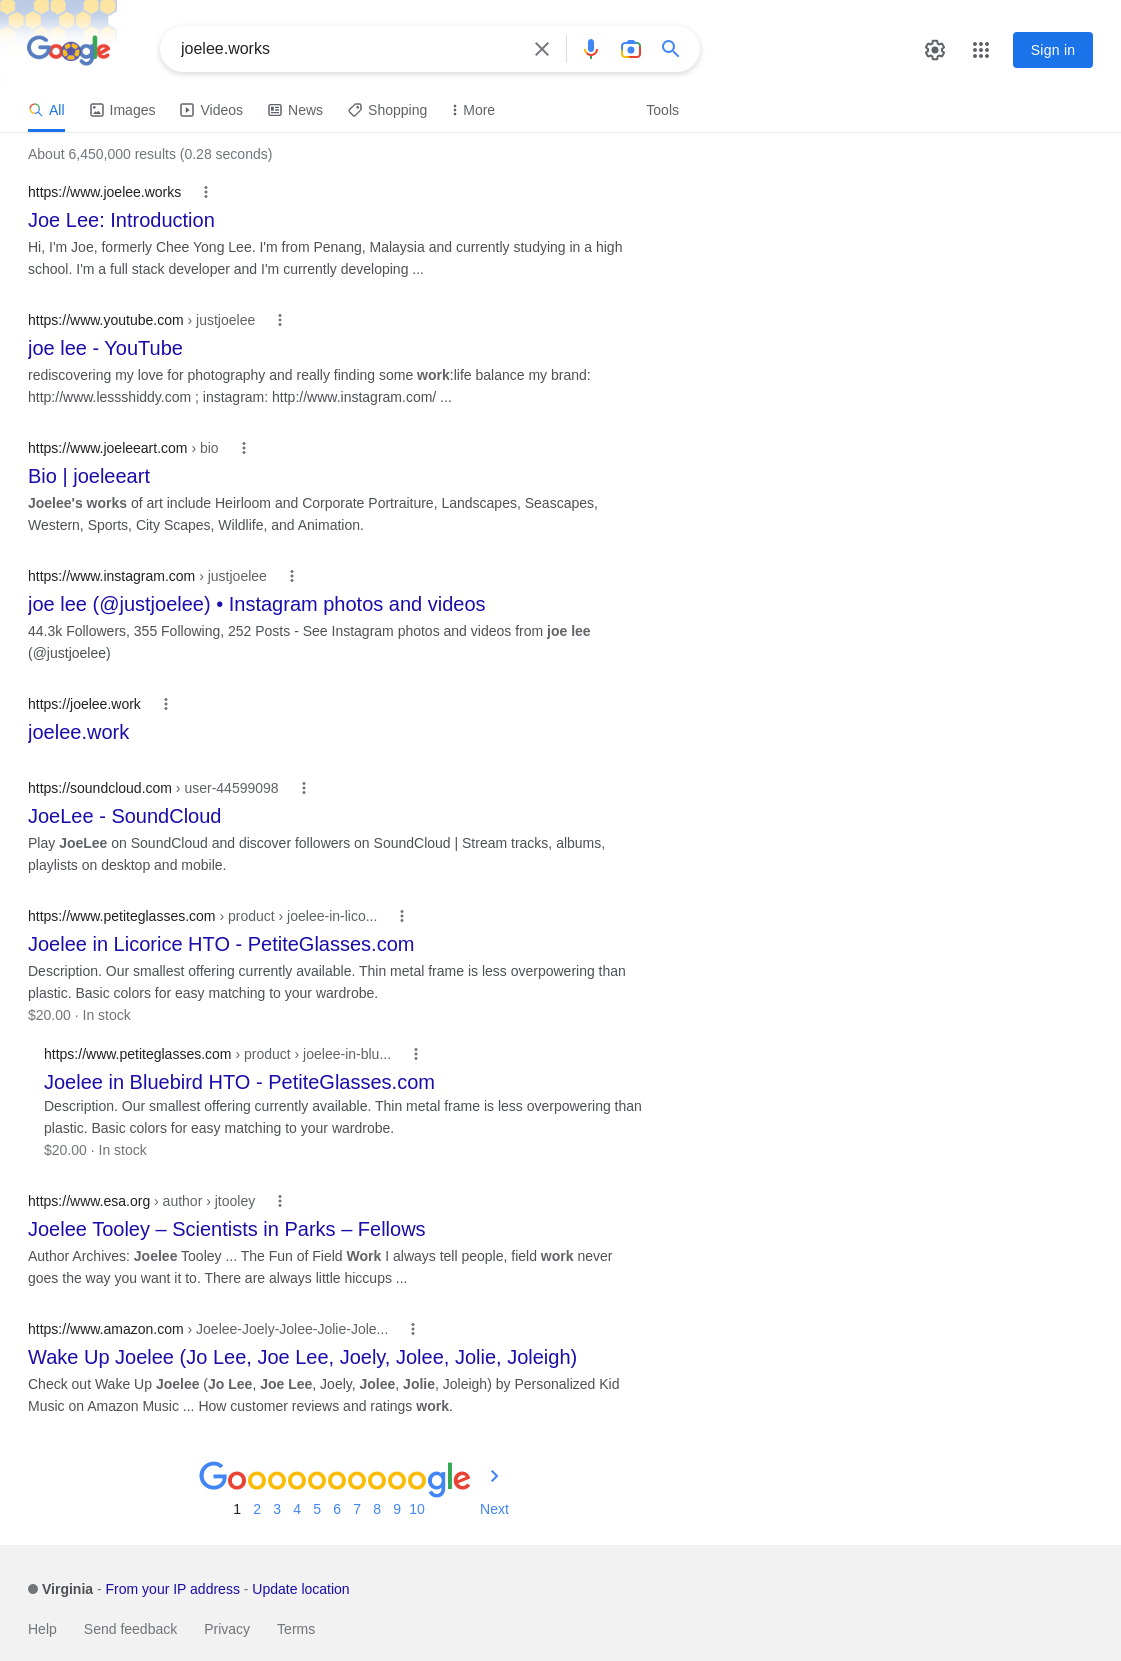 Google
joelee.works
Sign in
All
Images
Videos
News
Shopping
More
Tools
About 6,450,000 results (0.28 seconds)
https://www.joelee.works
Joe Lee: Introduction
Hi, I'm Joe, formerly Chee Yong Lee. I'm from Penang, Malaysia and currently studying in a high
school. I'm a full stack developer and I'm currently developing ...
https://www.youtube.com › justjoelee
joe lee - YouTube
rediscovering my love for photography and really finding some work:life balance my brand:
http://www.lessshiddy.com ; instagram: http://www.instagram.com/ ...
https://www.joeleeart.com › bio
Bio | joeleeart
Joelee's works of art include Heirloom and Corporate Portraiture, Landscapes, Seascapes,
Western, Sports, City Scapes, Wildlife, and Animation.
https://www.instagram.com › justjoelee
joe lee (@justjoelee) • Instagram photos and videos
44.3k Followers, 355 Following, 252 Posts - See Instagram photos and videos from joe lee
(@justjoelee)
https://joelee.work
joelee.work
https://soundcloud.com › user-44599098
JoeLee - SoundCloud
Play JoeLee on SoundCloud and discover followers on SoundCloud | Stream tracks, albums,
playlists on desktop and mobile.
https://www.petiteglasses.com › product › joelee-in-lico...
Joelee in Licorice HTO - PetiteGlasses.com
Description. Our smallest offering currently available. Thin metal frame is less overpowering than
plastic. Basic colors for easy matching to your wardrobe.
$20.00 · In stock
https://www.petiteglasses.com › product › joelee-in-blu...
Joelee in Bluebird HTO - PetiteGlasses.com
Description. Our smallest offering currently available. Thin metal frame is less overpowering than
plastic. Basic colors for easy matching to your wardrobe.
$20.00 · In stock
https://www.esa.org › author › jtooley
Joelee Tooley – Scientists in Parks – Fellows
Author Archives: Joelee Tooley ... The Fun of Field Work I always tell people, field work never
goes the way you want it to. There are always little hiccups ...
https://www.amazon.com › Joelee-Joely-Jolee-Jolie-Jole...
Wake Up Joelee (Jo Lee, Joe Lee, Joely, Jolee, Jolie, Joleigh)
Check out Wake Up Joelee (Jo Lee, Joe Lee, Joely, Jolee, Jolie, Joleigh) by Personalized Kid
Music on Amazon Music ... How customer reviews and ratings work.
Goooooooooogle
1 2 3 4 5 6 7 8 9 10 Next
Virginia - From your IP address - Update location
Help Send feedback Privacy Terms